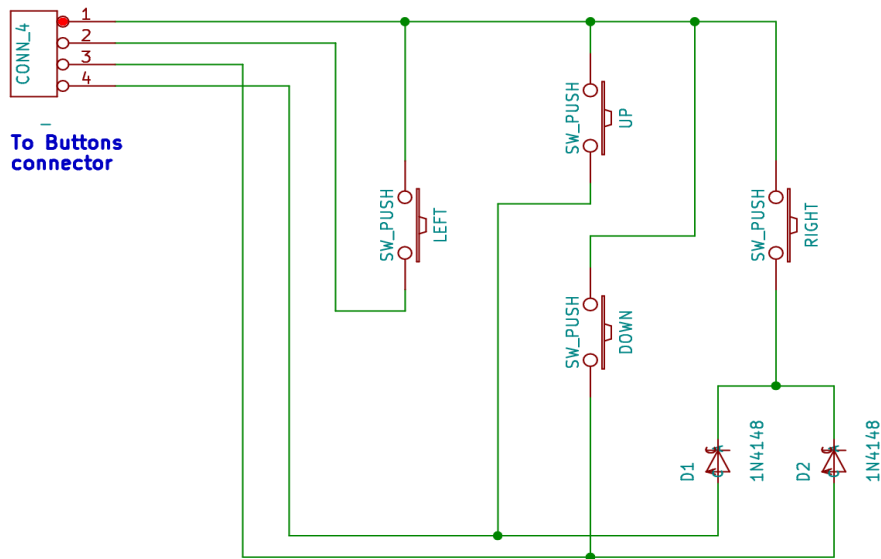 CONN_4
1
2
3
4
To Buttons
connector
SW_PUSH
UP
SW_PUSH
LEFT
SW_PUSH
RIGHT
SW_PUSH
DOWN
D1
1N4148
D2
1N4148